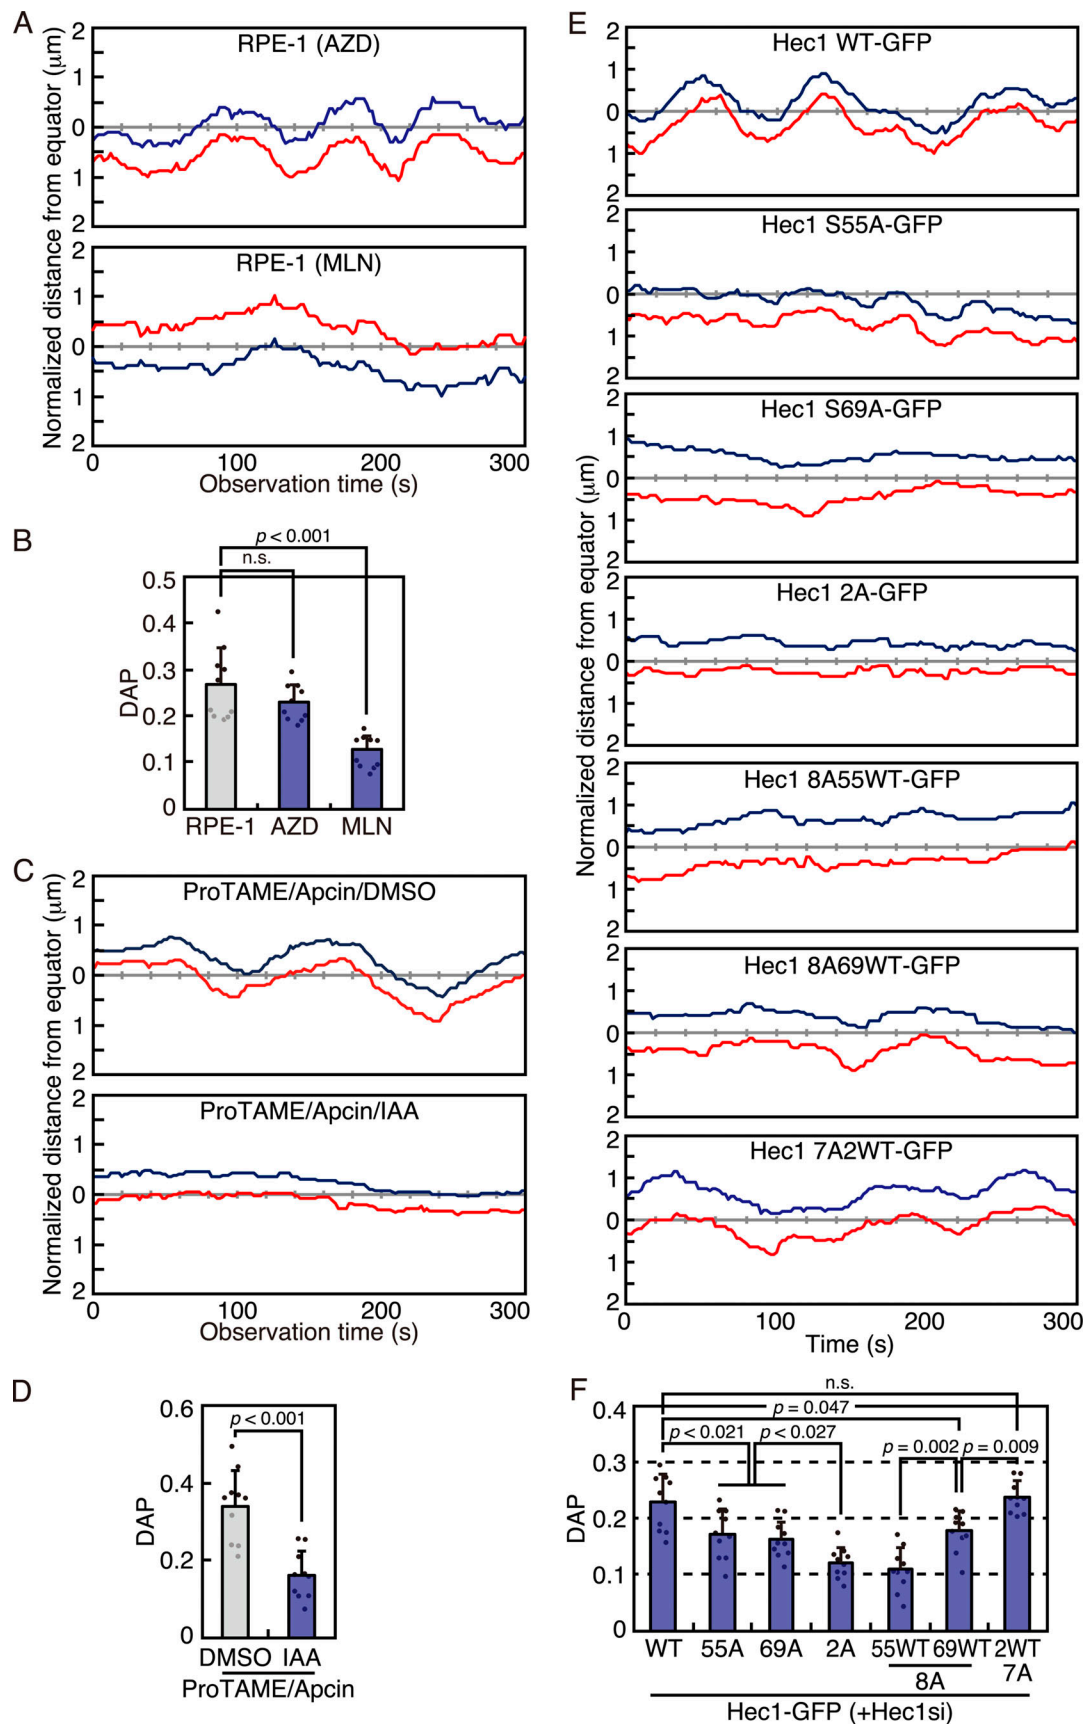 A
Normalized distance from equator (μm)
RPE-1 (AZD)
2
1
0
1
2
RPE-1 (MLN)
2
1
0
1
2
0 100 200 300
Observation time (s)
B
p < 0.001
n.s.
DAP
0.5
0.4
0.3
0.2
0.1
0
RPE-1 AZD MLN
C
Normalized distance from equator (μm)
ProTAME/Apcin/DMSO
2
1
0
1
2
ProTAME/Apcin/IAA
2
1
0
1
2
0 100 200 300
Observation time (s)
D
p < 0.001
DAP
0.6
0.4
0.2
0
DMSO IAA
ProTAME/Apcin
E
Normalized distance from equator (μm)
Hec1 WT-GFP
2
1
0
1
2
Hec1 S55A-GFP
2
1
0
1
2
Hec1 S69A-GFP
2
1
0
1
2
Hec1 2A-GFP
2
1
0
1
2
Hec1 8A55WT-GFP
2
1
0
1
2
Hec1 8A69WT-GFP
2
1
0
1
2
Hec1 7A2WT-GFP
2
1
0
1
2
0 100 200 300
Time (s)
F
n.s.
p = 0.047
p < 0.021 p < 0.027
p = 0.002 p = 0.009
DAP
0.4
0.3
0.2
0.1
0
WT 55A 69A 2A 55WT 69WT 2WT
8A 7A
Hec1-GFP (+Hec1si)